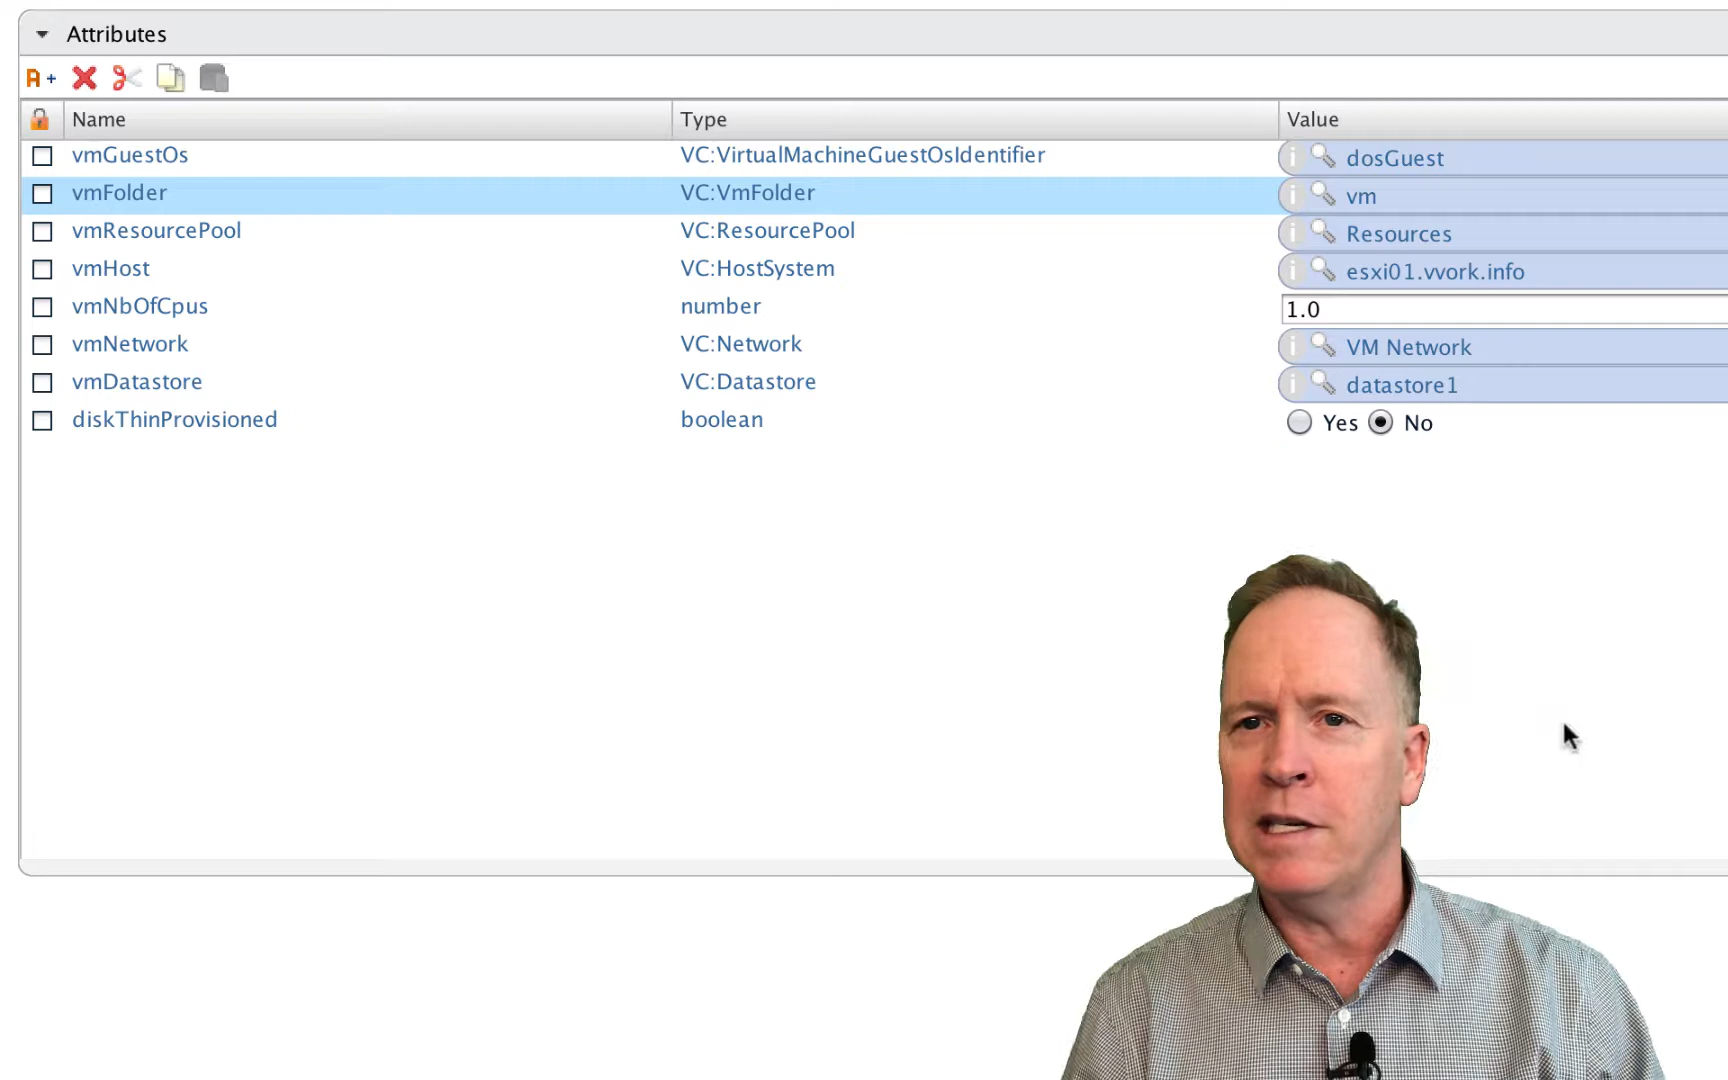 Attributes
A +
Name Type Value
vmGuestOs VC:VirtualMachineGuestOsIdentifier i dosGuest
vmFolder VC:VmFolder i vm
vmResourcePool VC:ResourcePool i Resources
vmHost VC:HostSystem i esxi01.vvork.info
vmNbOfCpus number 1.0
vmNetwork VC:Network i VM Network
vmDatastore VC:Datastore i datastore1
diskThinProvisioned boolean Yes No